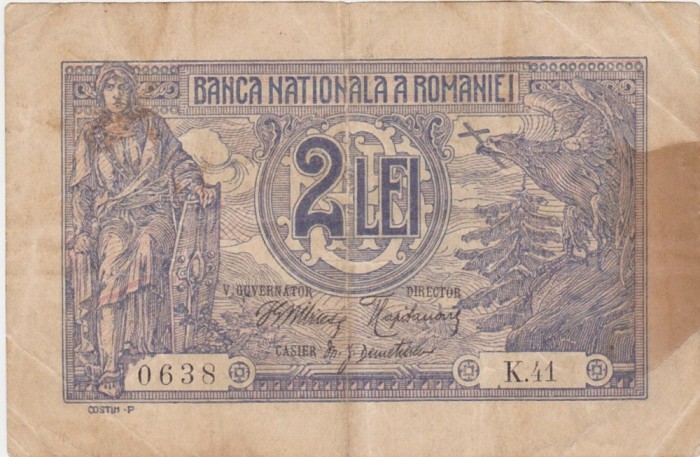 BANCA NATIONALA A ROMANIEI
2 LEI
V. GUVERNATOR DIRECTOR
CASIER
0638 K.41
COSTIN-P